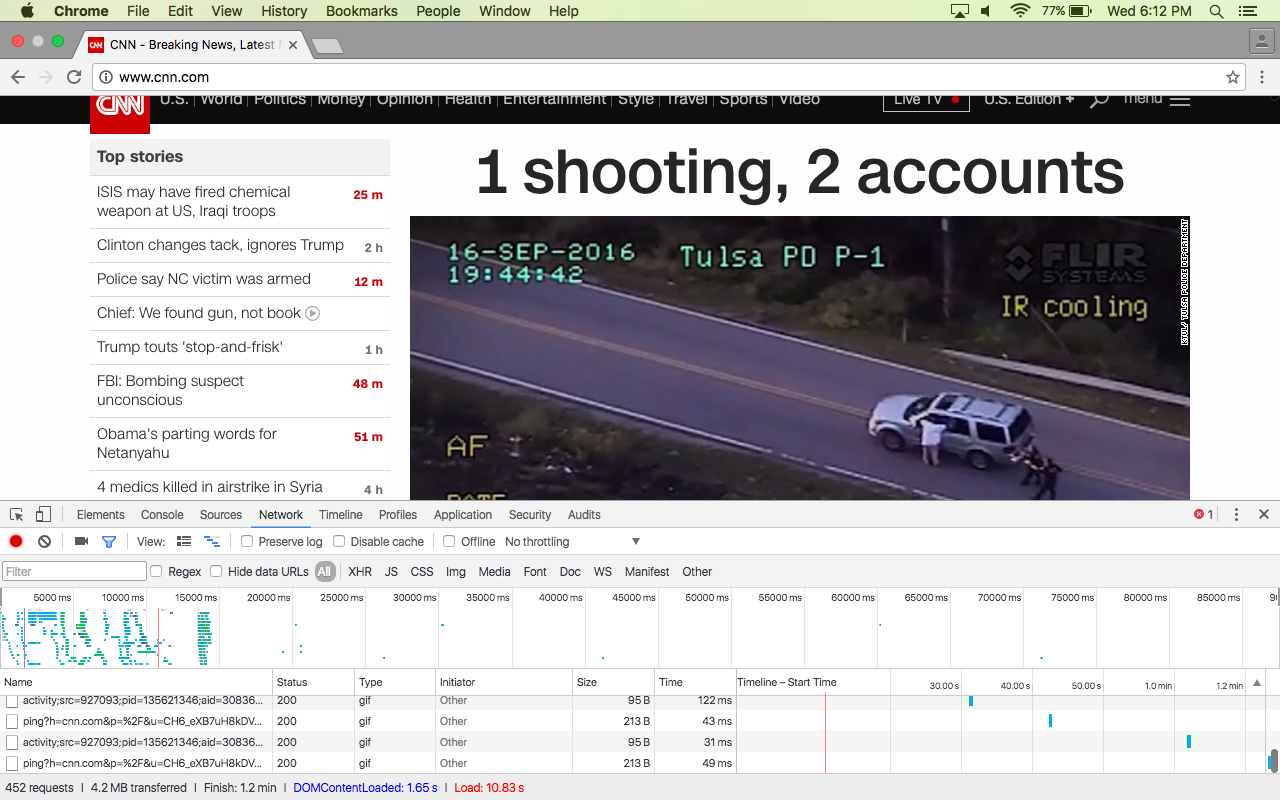 Chrome File Edit View History Bookmarks People Window Help 77% Wed 6:12 PM
CNN CNN - Breaking News, Latest
www.cnn.com
CNN U.S. World Politics Money Opinion Health Entertainment Style Travel Sports Video Live TV U.S. Edition + menu
Top stories
ISIS may have fired chemical
weapon at US, Iraqi troops
25 m
Clinton changes tack, ignores Trump 2 h
Police say NC victim was armed 12 m
Chief: We found gun, not book
Trump touts 'stop-and-frisk' 1 h
FBI: Bombing suspect
unconscious
48 m
Obama's parting words for
Netanyahu
51 m
4 medics killed in airstrike in Syria 4 h
1 shooting, 2 accounts
16-SEP-2016 Tulsa PD P-1
19:44:42
FLIR
SYSTEMS
IR cooling
AF
KTUL/ TULSA POLICE DEPARTMENT
Elements Console Sources Network Timeline Profiles Application Security Audits 1
View: Preserve log Disable cache Offline No throttling
Filter Regex Hide data URLs All XHR JS CSS Img Media Font Doc WS Manifest Other
5000 ms 10000 ms 15000 ms 20000 ms 25000 ms 30000 ms 35000 ms 40000 ms 45000 ms 50000 ms 55000 ms 60000 ms 65000 ms 70000 ms 75000 ms 80000 ms 85000 ms
Name Status Type Initiator Size Time Timeline – Start Time 30.00 s 40.00 s 50.00 s 1.0 min 1.2 min
activity;src=927093;pid=135621346;aid=30836... 200 gif Other 95 B 122 ms
ping?h=cnn.com&p=%2F&u=CH6_eXB7uH8kDV... 200 gif Other 213 B 43 ms
activity;src=927093;pid=135621346;aid=30836... 200 gif Other 95 B 31 ms
ping?h=cnn.com&p=%2F&u=CH6_eXB7uH8kDV... 200 gif Other 213 B 49 ms
452 requests | 4.2 MB transferred | Finish: 1.2 min | DOMContentLoaded: 1.65 s | Load: 10.83 s